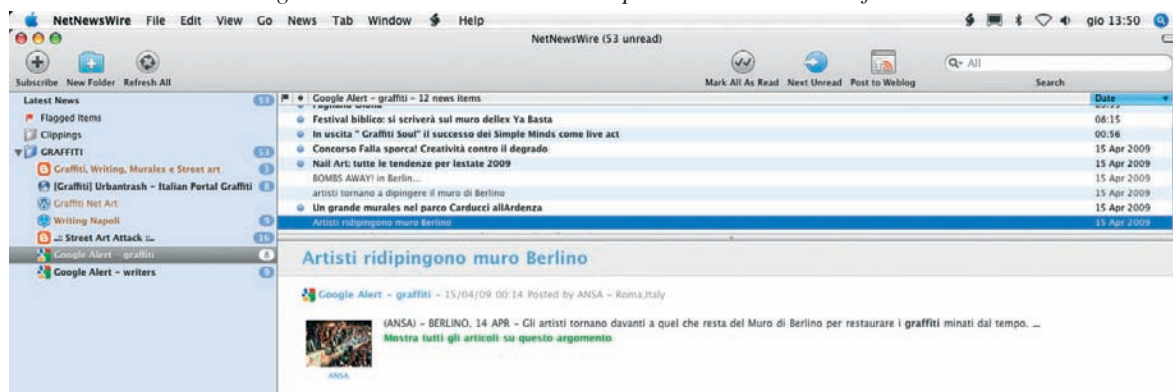 NetNewsWire File Edit View Go News Tab Window Help gio 13:50
NetNewsWire (53 unread)
All
Subscribe New Folder Refresh All Mark All As Read Next Unread Post to Weblog Search
Latest News 53
Flagged Items
Clippings
GRAFFITI 53
Graffiti, Writing, Murales e Street art 3
[Graffiti] Urbantrash - Italian Portal Graffiti 8
Graffiti Net Art
Writing Napoli 9
..:: Street Art Attack ::.. 16
Google Alert - graffiti 8
Google Alert - writers 9
Google Alert - graffiti - 12 news items Date
Festival biblico: si scriverà sul muro dellex Ya Basta 08:15
In uscita " Graffiti Soul" il successo dei Simple Minds come live act 00:56
Concorso Falla sporca! Creatività contro il degrado 15 Apr 2009
Nail Art: tutte le tendenze per lestate 2009 15 Apr 2009
BOMBS AWAY! in Berlin... 15 Apr 2009
artisti tornano a dipingere il muro di Berlino 15 Apr 2009
Un grande murales nel parco Carducci allArdenza 15 Apr 2009
Artisti ridipingono muro Berlino 15 Apr 2009
Artisti ridipingono muro Berlino
Google Alert - graffiti - 15/04/09 00:14 Posted by ANSA - Roma,Italy
(ANSA) - BERLINO, 14 APR - Gli artisti tornano davanti a quel che resta del Muro di Berlino per restaurare i graffiti minati dal tempo. ...
Mostra tutti gli articoli su questo argomento
ANSA